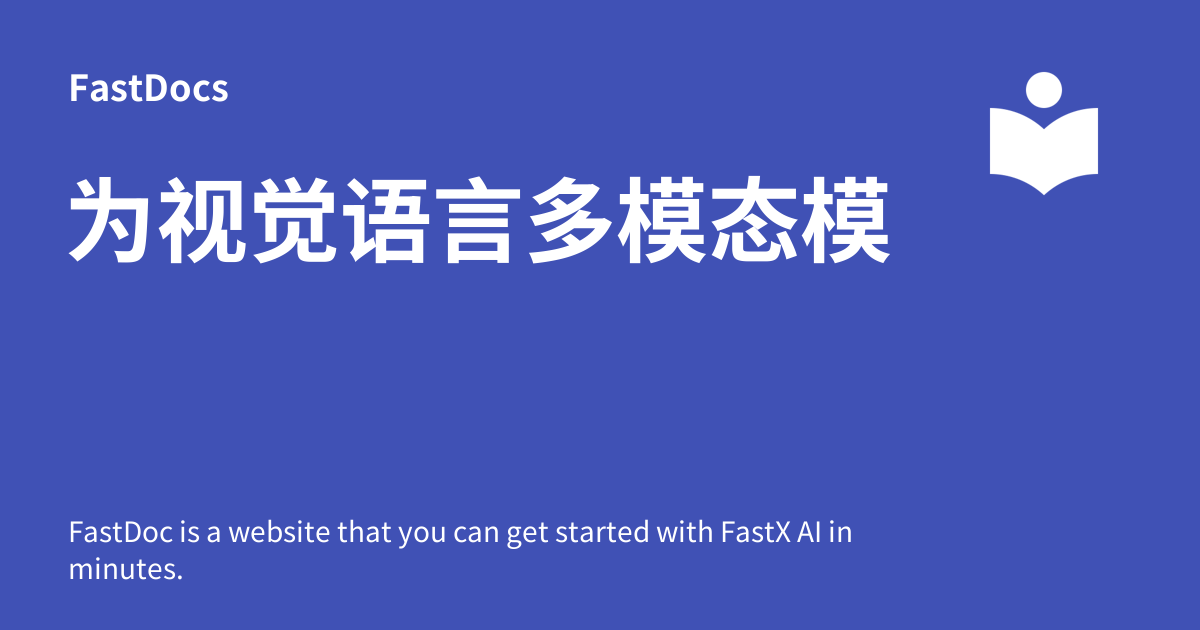 FastDocs
为视觉语言多模态模
FastDoc is a website that you can get started with FastX AI in
minutes.